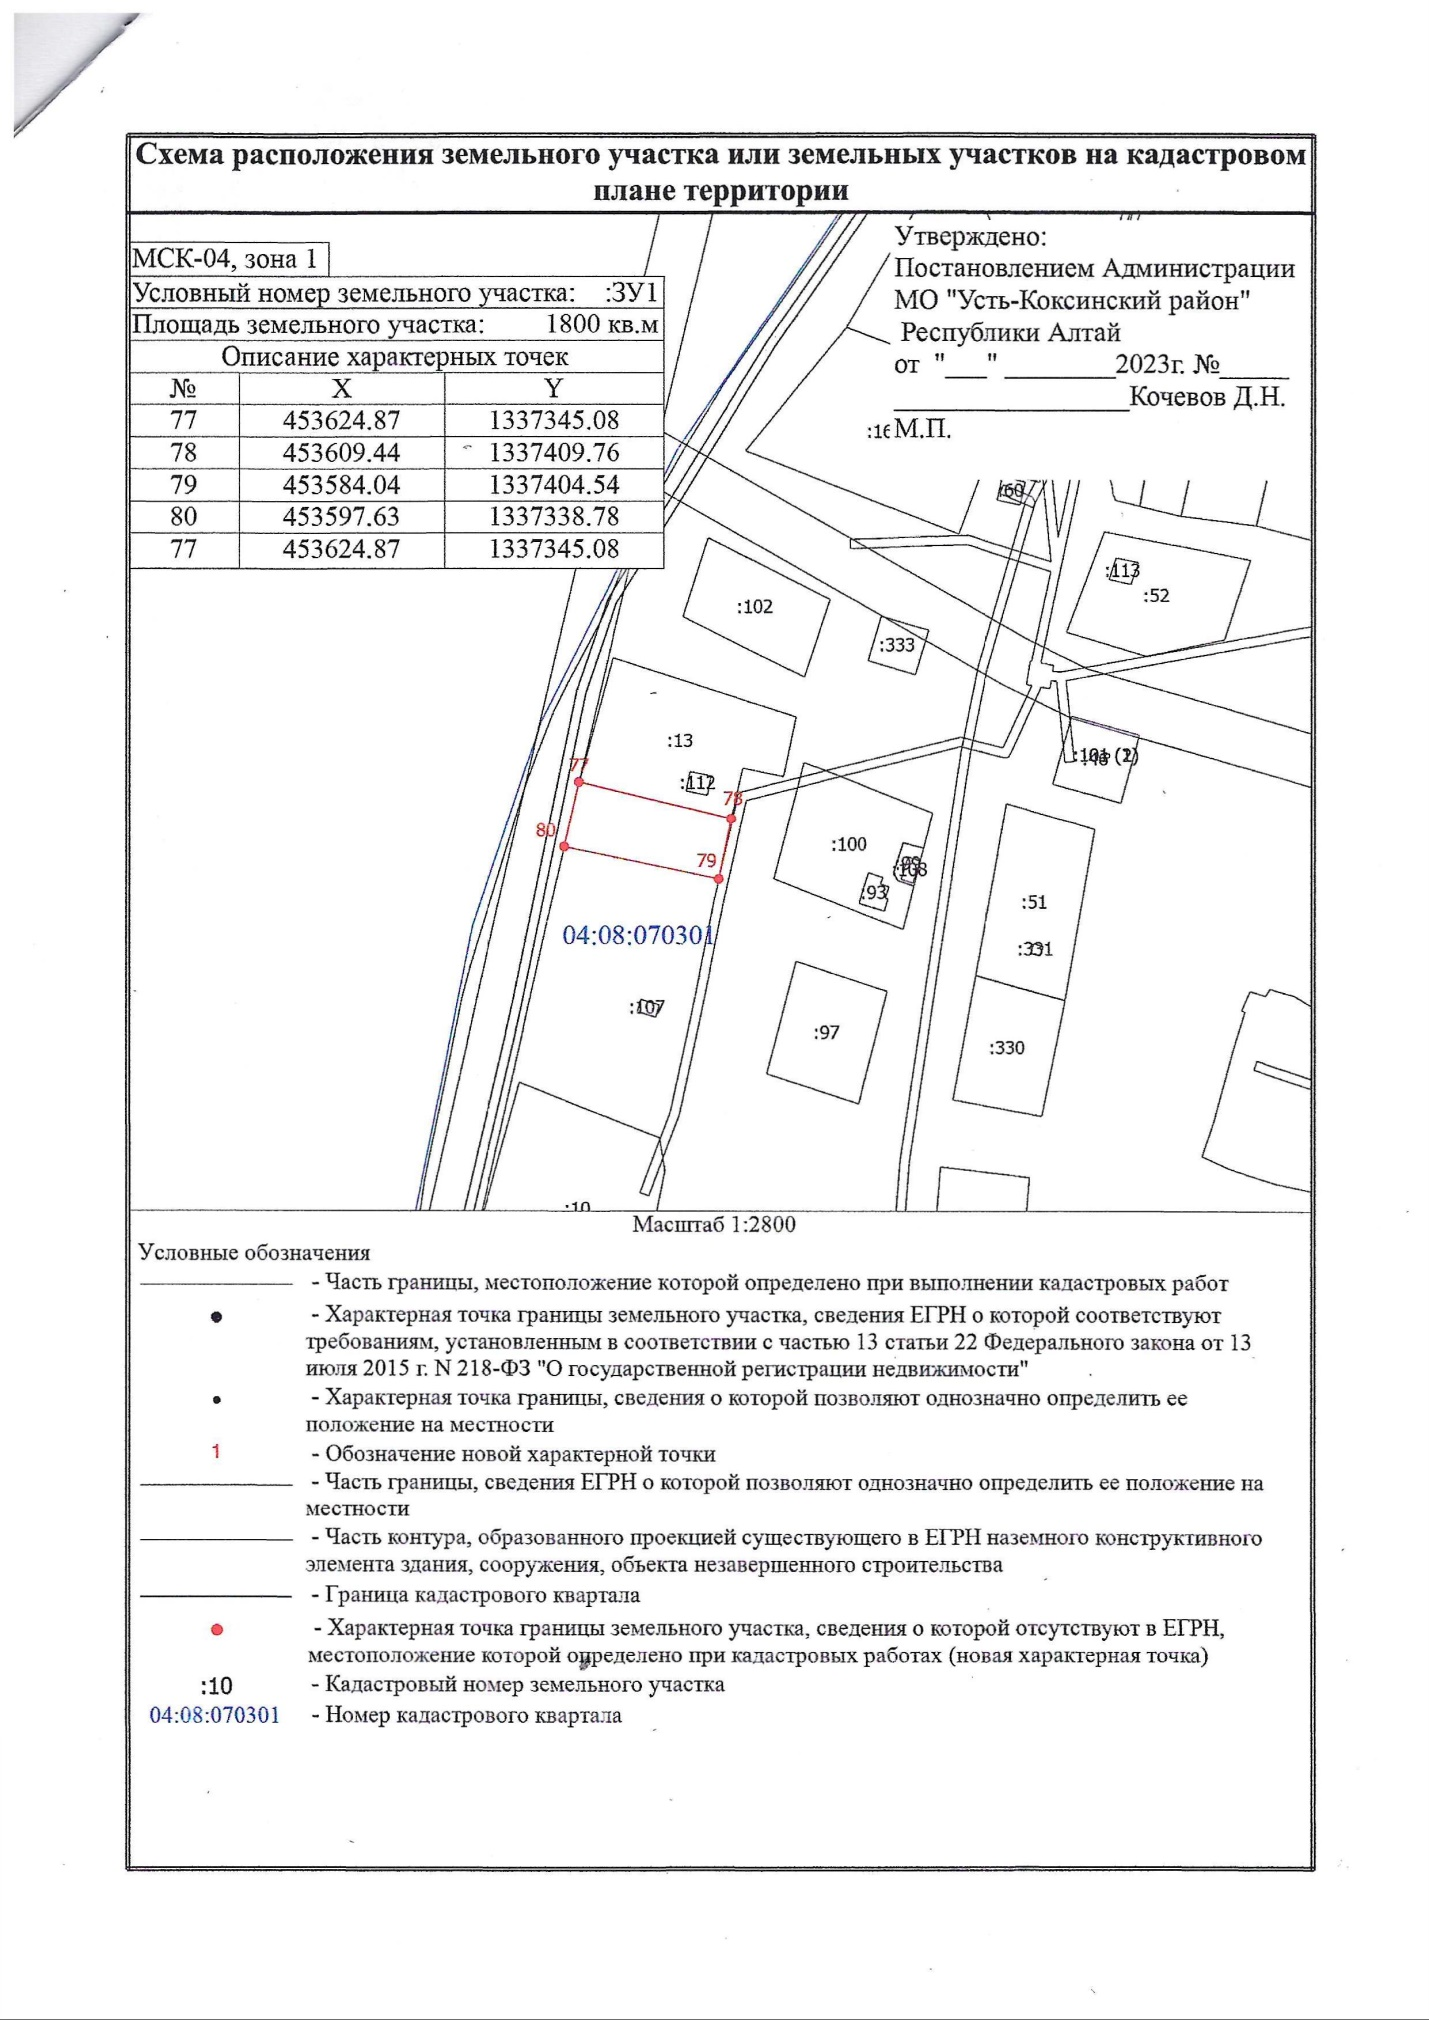 Схема расположения земельного участка или земельных участков на кадастровом
плане территории
МСК-04, зона 1
Условный номер земельного участка: :ЗУ1
Площадь земельного участка: 1800 кв.м
Описание характерных точек
№ X Y
77 453624.87 1337345.08
78 453609.44 1337409.76
79 453584.04 1337404.54
80 453597.63 1337338.78
77 453624.87 1337345.08
Утверждено:
Постановлением Администрации
МО "Усть-Коксинский район"
Республики Алтай
от "___" ________2023г. №_____
_________________Кочевов Д.Н.
М.П.
:60
:113
:52
:102
:333
:13
77
:112
78
80
79
:100
:93
:108
:51
:331
04:08:070301
:107
:97
:330
:10
Масштаб 1:2800
Условные обозначения
- Часть границы, местоположение которой определено при выполнении кадастровых работ
- Характерная точка границы земельного участка, сведения ЕГРН о которой соответствуют
требованиям, установленным в соответствии с частью 13 статьи 22 Федерального закона от 13
июля 2015 г. N 218-ФЗ "О государственной регистрации недвижимости"
- Характерная точка границы, сведения о которой позволяют однозначно определить ее
положение на местности
1 - Обозначение новой характерной точки
- Часть границы, сведения ЕГРН о которой позволяют однозначно определить ее положение на
местности
- Часть контура, образованного проекцией существующего в ЕГРН наземного конструктивного
элемента здания, сооружения, объекта незавершенного строительства
- Граница кадастрового квартала
- Характерная точка границы земельного участка, сведения о которой отсутствуют в ЕГРН,
местоположение которой определено при кадастровых работах (новая характерная точка)
:10 - Кадастровый номер земельного участка
04:08:070301 - Номер кадастрового квартала